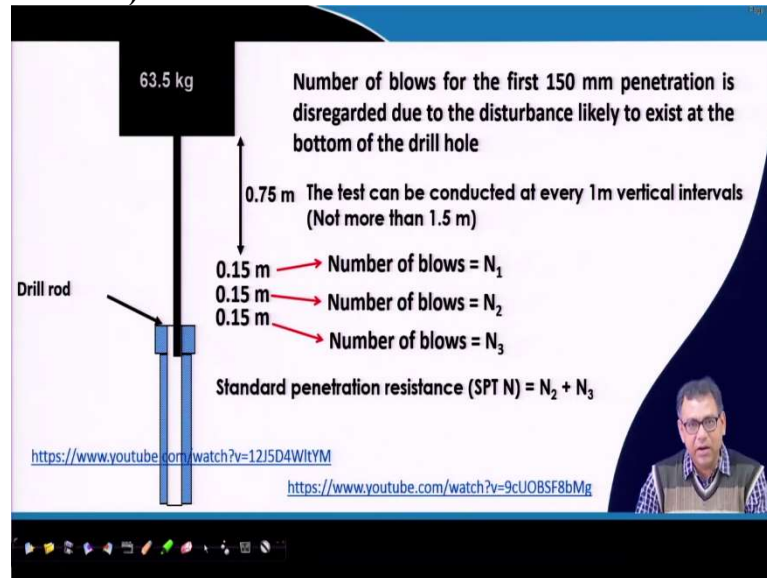 63.5 kg
Number of blows for the first 150 mm penetration is
disregarded due to the disturbance likely to exist at the
bottom of the drill hole
0.75 m The test can be conducted at every 1m vertical intervals
(Not more than 1.5 m)
0.15 m Number of blows = N₁
0.15 m Number of blows = N₂
0.15 m Number of blows = N₃
Drill rod
Standard penetration resistance (SPT N) = N₂ + N₃
https://www.youtube.com/watch?v=12J5D4WltYM
https://www.youtube.com/watch?v=9cUOBSF8bMg